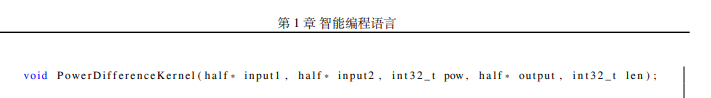 第 1 章 智能编程语言
void PowerDifferenceKernel(half* input1, half* input2, int32_t pow, half* output, int32_t len);